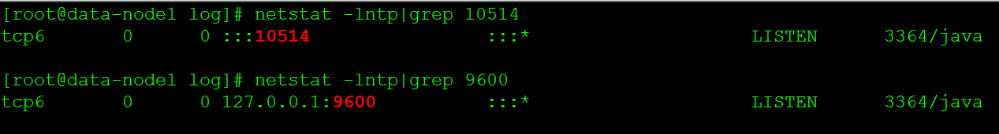 [root@data-node1 log]# netstat -lntp|grep 10514
tcp6       0      0 :::10514                :::*                    LISTEN      3364/java
[root@data-node1 log]# netstat -lntp|grep 9600
tcp6       0      0 127.0.0.1:9600          :::*                    LISTEN      3364/java